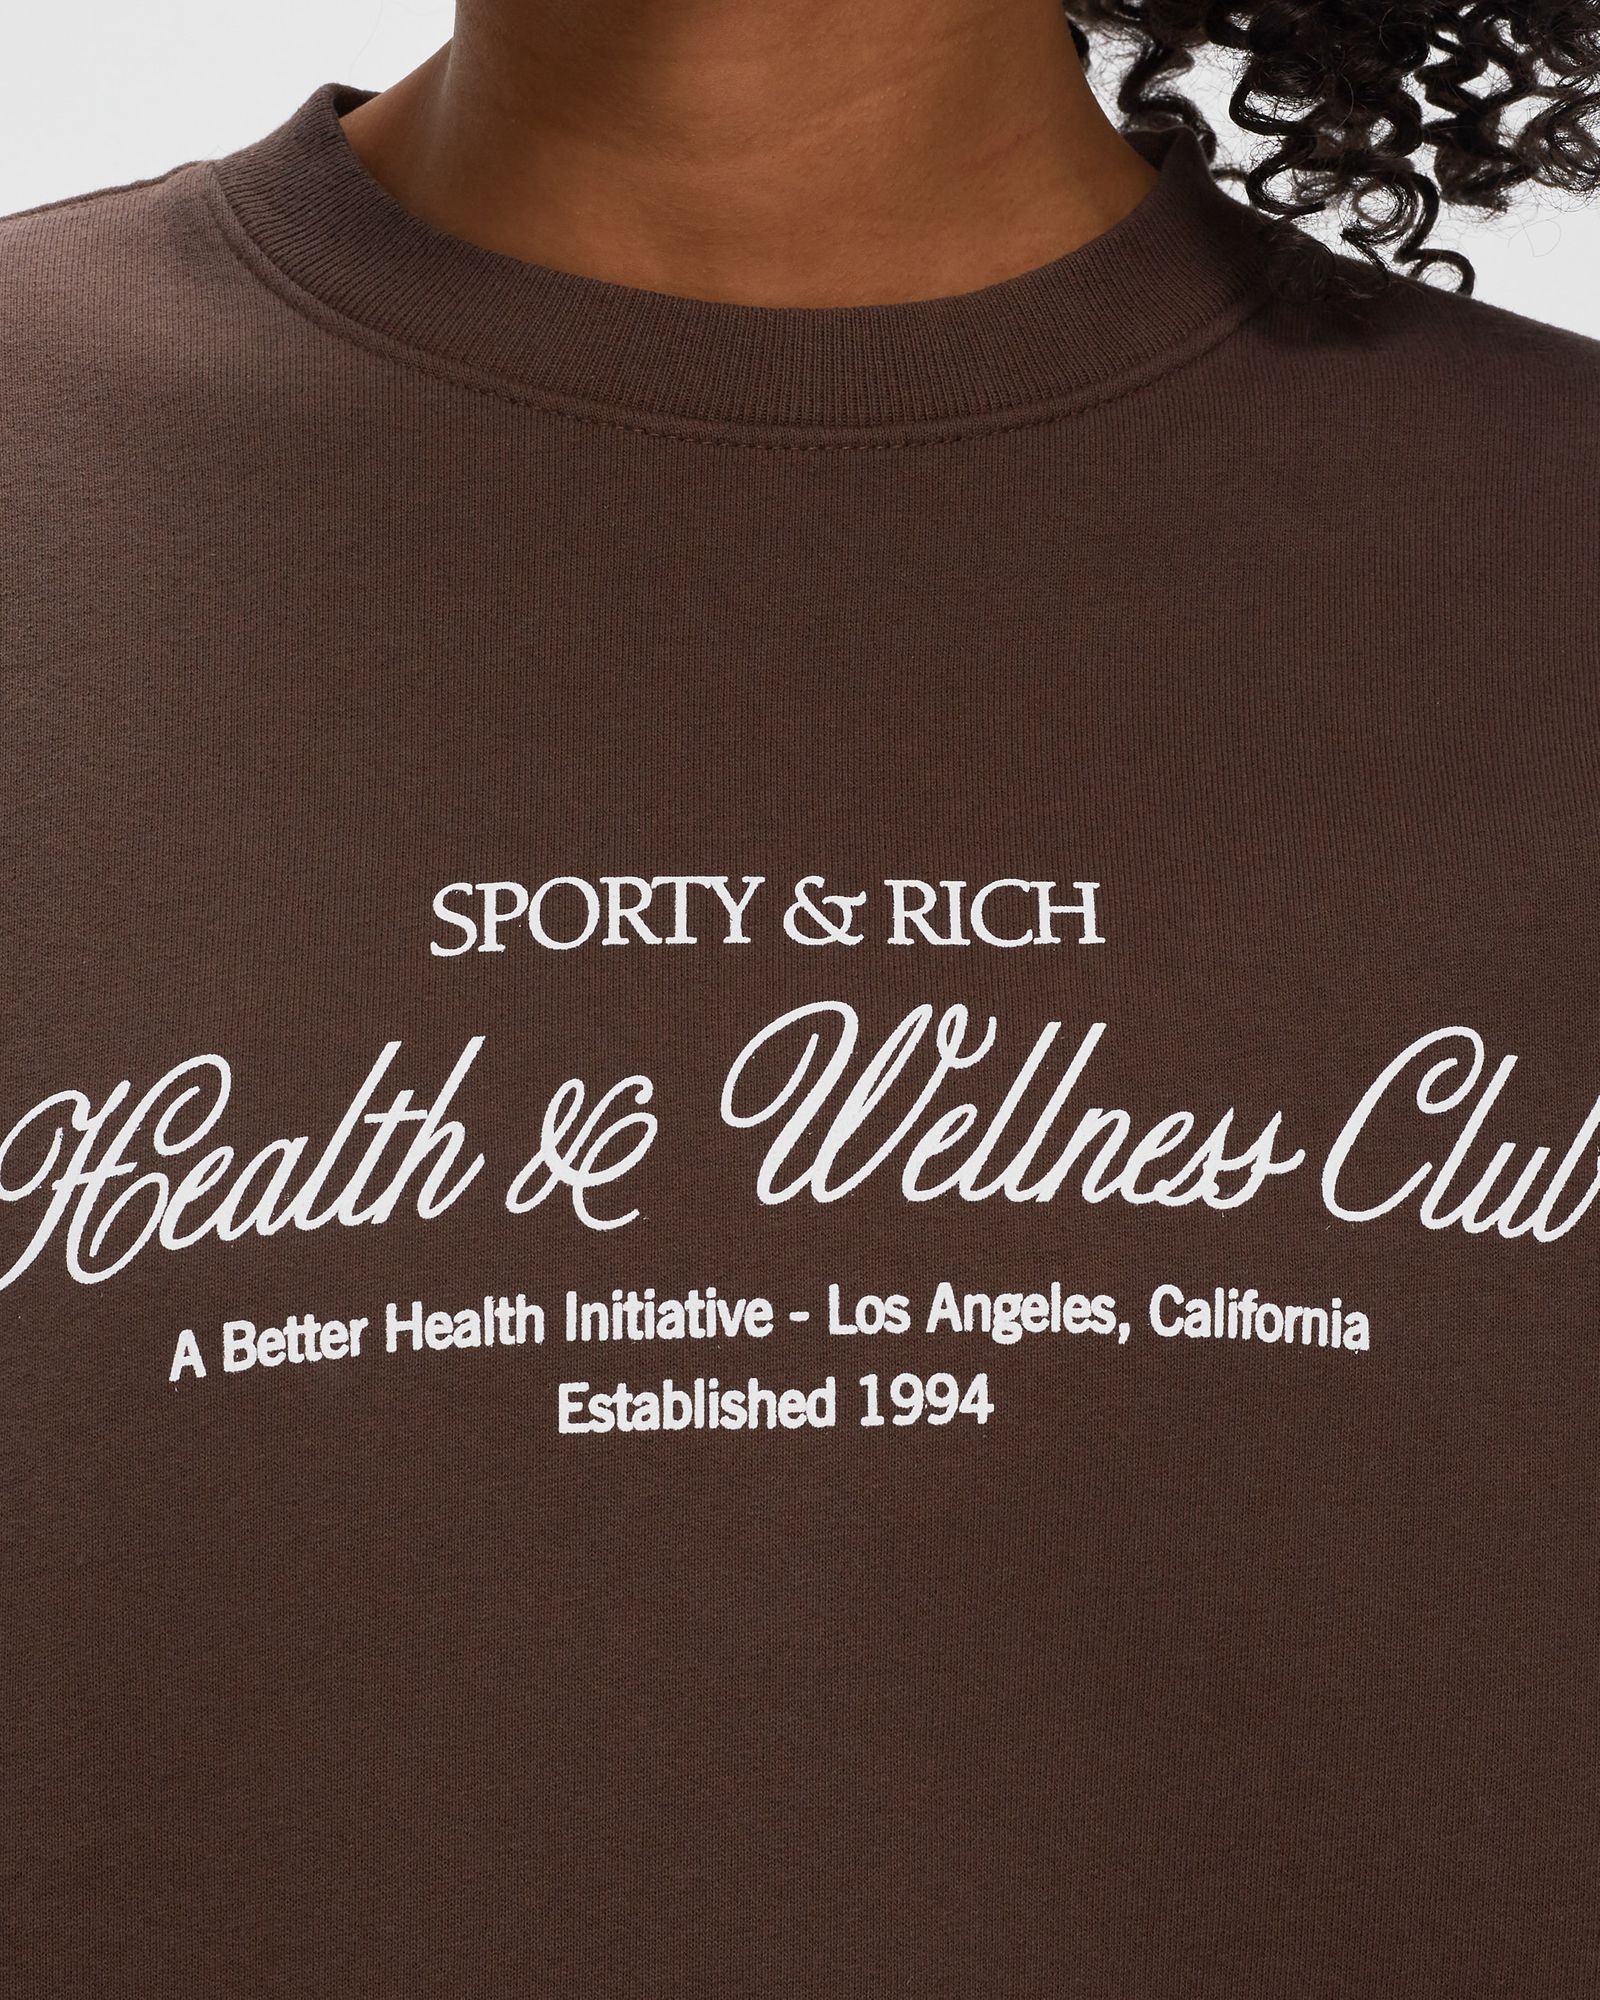 SPORTY & RICH
Health & Wellness Club
A Better Health Initiative - Los Angeles, California
Established 1994